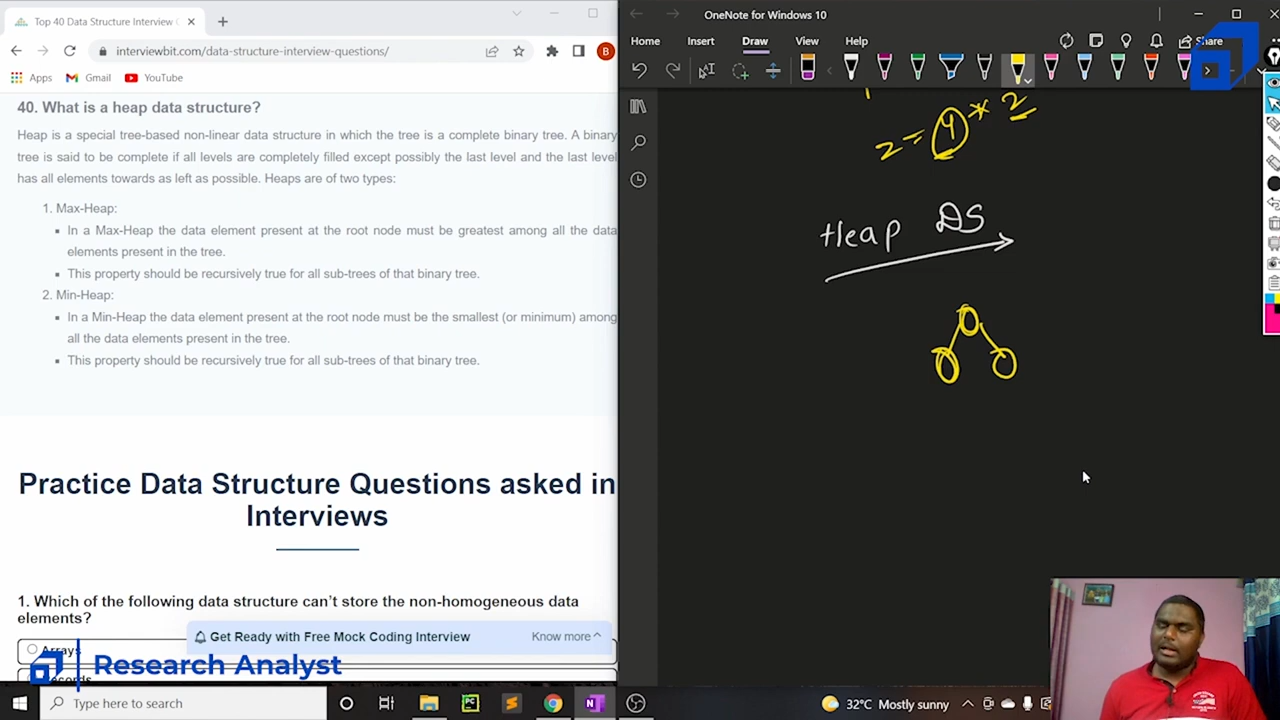 Top 40 Data Structure Interview
interviewbit.com/data-structure-interview-questions/
B
Apps Gmail YouTube
40. What is a heap data structure?
Heap is a special tree-based non-linear data structure in which the tree is a complete binary tree. A binary
tree is said to be complete if all levels are completely filled except possibly the last level and the last level
has all elements towards as left as possible. Heaps are of two types:
1. Max-Heap:
In a Max-Heap the data element present at the root node must be greatest among all the data
elements present in the tree.
This property should be recursively true for all sub-trees of that binary tree.
2. Min-Heap:
In a Min-Heap the data element present at the root node must be the smallest (or minimum) among
all the data elements present in the tree.
This property should be recursively true for all sub-trees of that binary tree.
Practice Data Structure Questions asked in
Interviews
1. Which of the following data structure can't store the non-homogeneous data
elements?
Arrays
Records
Get Ready with Free Mock Coding Interview Know more
Research Analyst
Type here to search
OneNote for Windows 10
Home Insert Draw View Help
Share
Heap DS
32°C Mostly sunny